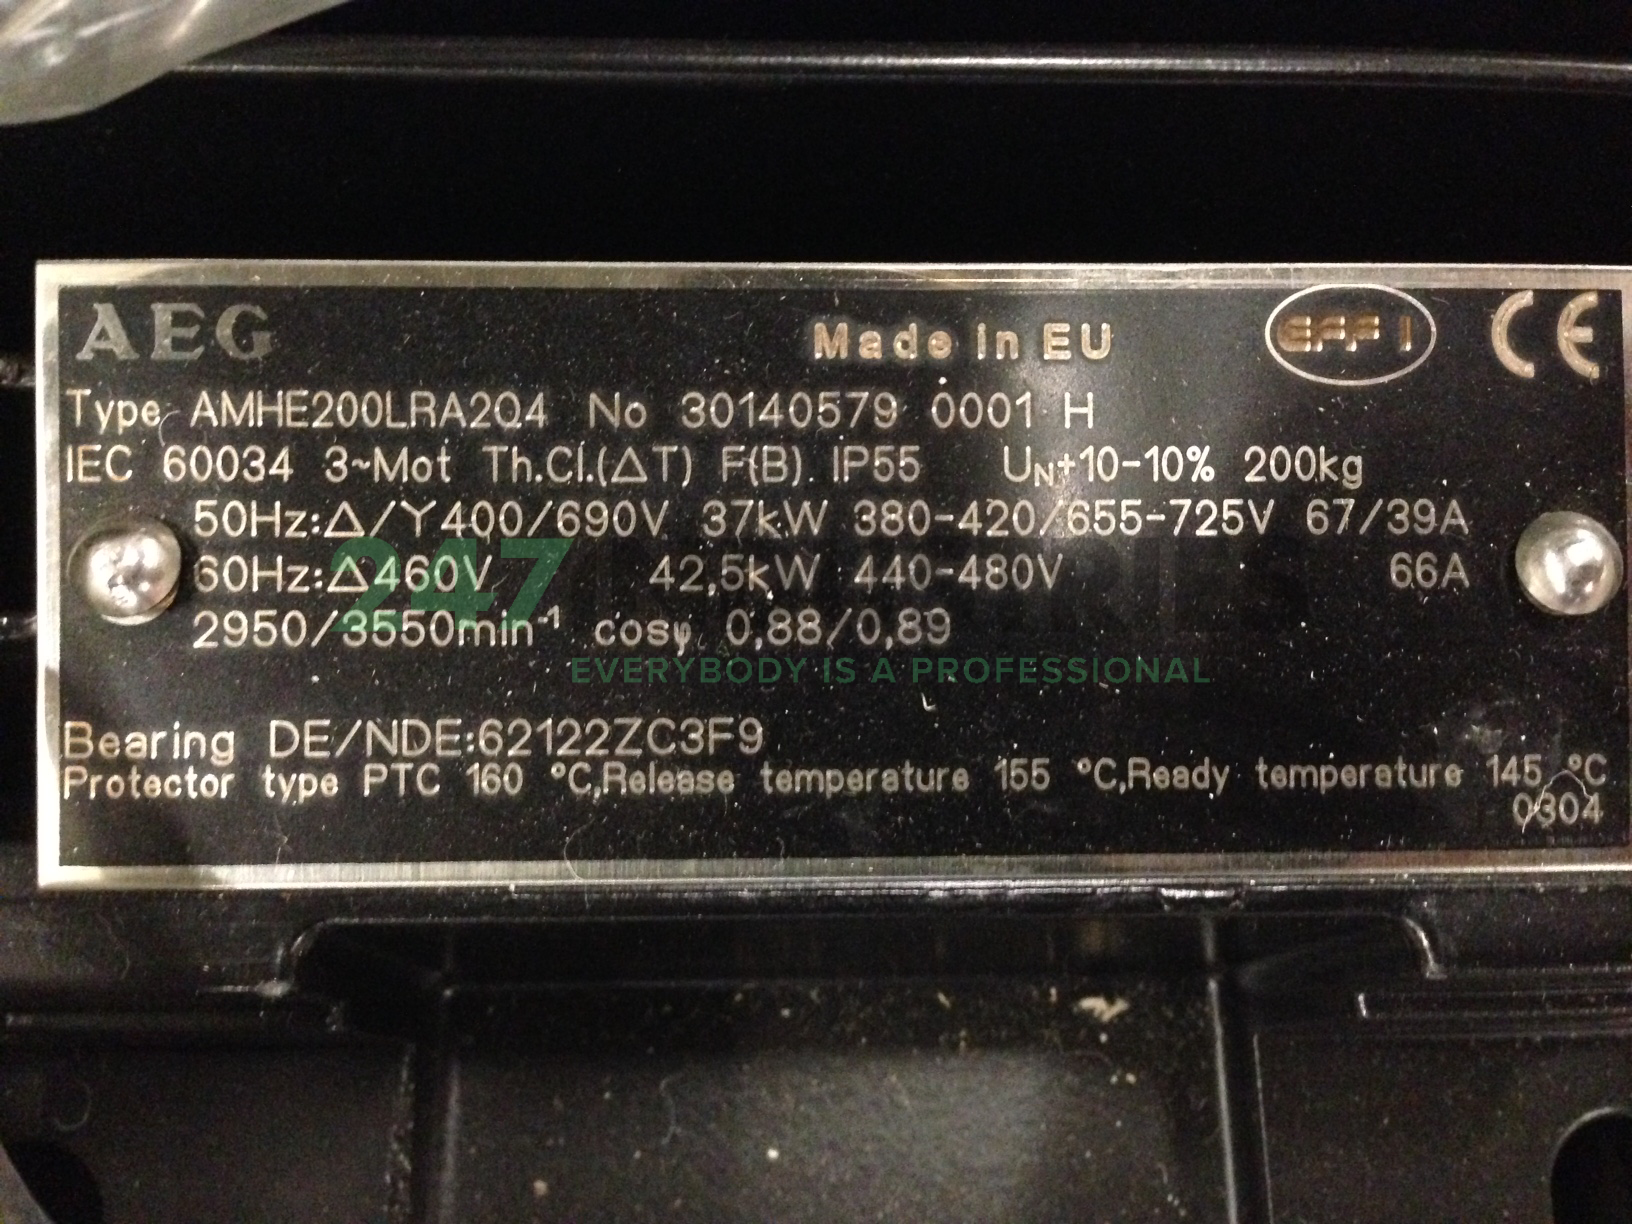 AEG Made in EU EFF 1 CE
Type AMHE200LRA2Q4 No 30140579 0001 H
IEC 60034 3~Mot Th.Cl.(ΔT) F(B) IP55 UN+10-10% 200kg
50Hz:Δ/Y400/690V 37kW 380-420/655-725V 67/39A
60Hz:Δ460V 42,5kW 440-480V 66A
2950/3550min-1 cosφ 0,88/0,89
247
EVERYBODY IS A PROFESSIONAL
Bearing DE/NDE:62122ZC3F9
Protector type PTC 160 °C,Release temperature 155 °C,Ready temperature 145 °C
0304